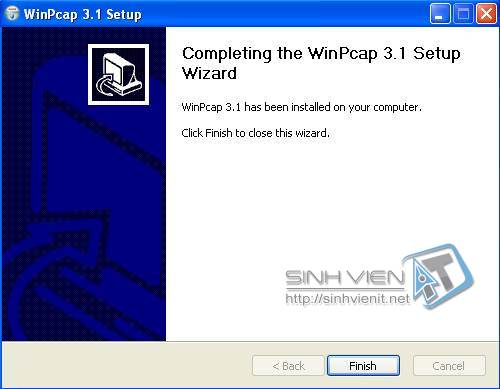 WinPcap 3.1 Setup
Completing the WinPcap 3.1 Setup
Wizard
WinPcap 3.1 has been installed on your computer.
Click Finish to close this wizard.
SINH VIEN IT
http://sinhvienit.net
< Back
Finish
Cancel